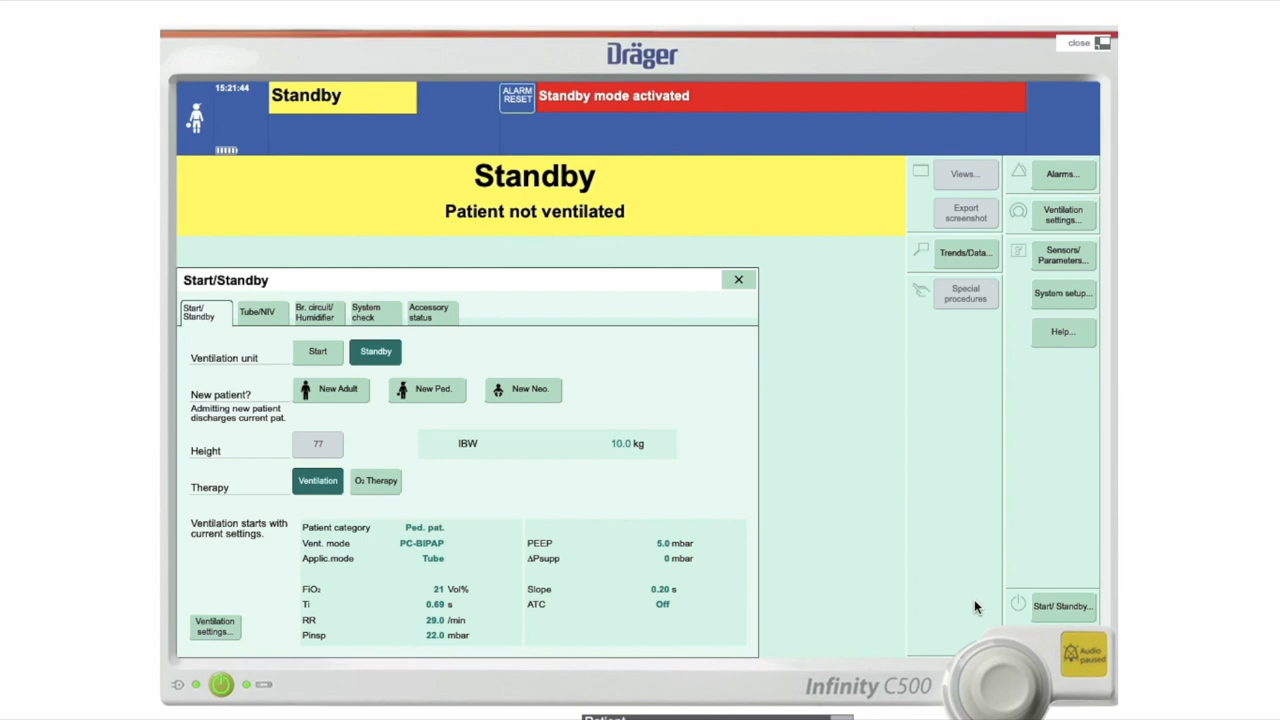 close
Dräger
15:21:44
Standby
ALARM
RESET
Standby mode activated
Standby
Patient not ventilated
Views...
Alarms...
Export
screenshot
Ventilation
settings...
Trends/Data...
Sensors/
Parameters...
Special
procedures
System setup...
Help...
Start/Standby
Start/
Standby
Tube/NIV
Br. circuit/
Humidifier
System
check
Accessory
status
Ventilation unit
Start
Standby
New patient?
New Adult
New Ped.
New Neo.
Admitting new patient
discharges current pat.
Height
77
IBW
10.0 kg
Therapy
Ventilation
O₂ Therapy
Ventilation starts with
current settings.
Patient category Ped. pat.
Vent. mode PC-BIPAP
Applic.mode Tube
FiO₂ 21 Vol%
Ti 0.69 s
RR 29.0 /min
Pinsp 22.0 mbar
PEEP 5.0 mbar
ΔPsupp 0 mbar
Slope 0.20 s
ATC Off
Ventilation
settings...
Start/ Standby...
Audio
paused
Infinity C500
Patient